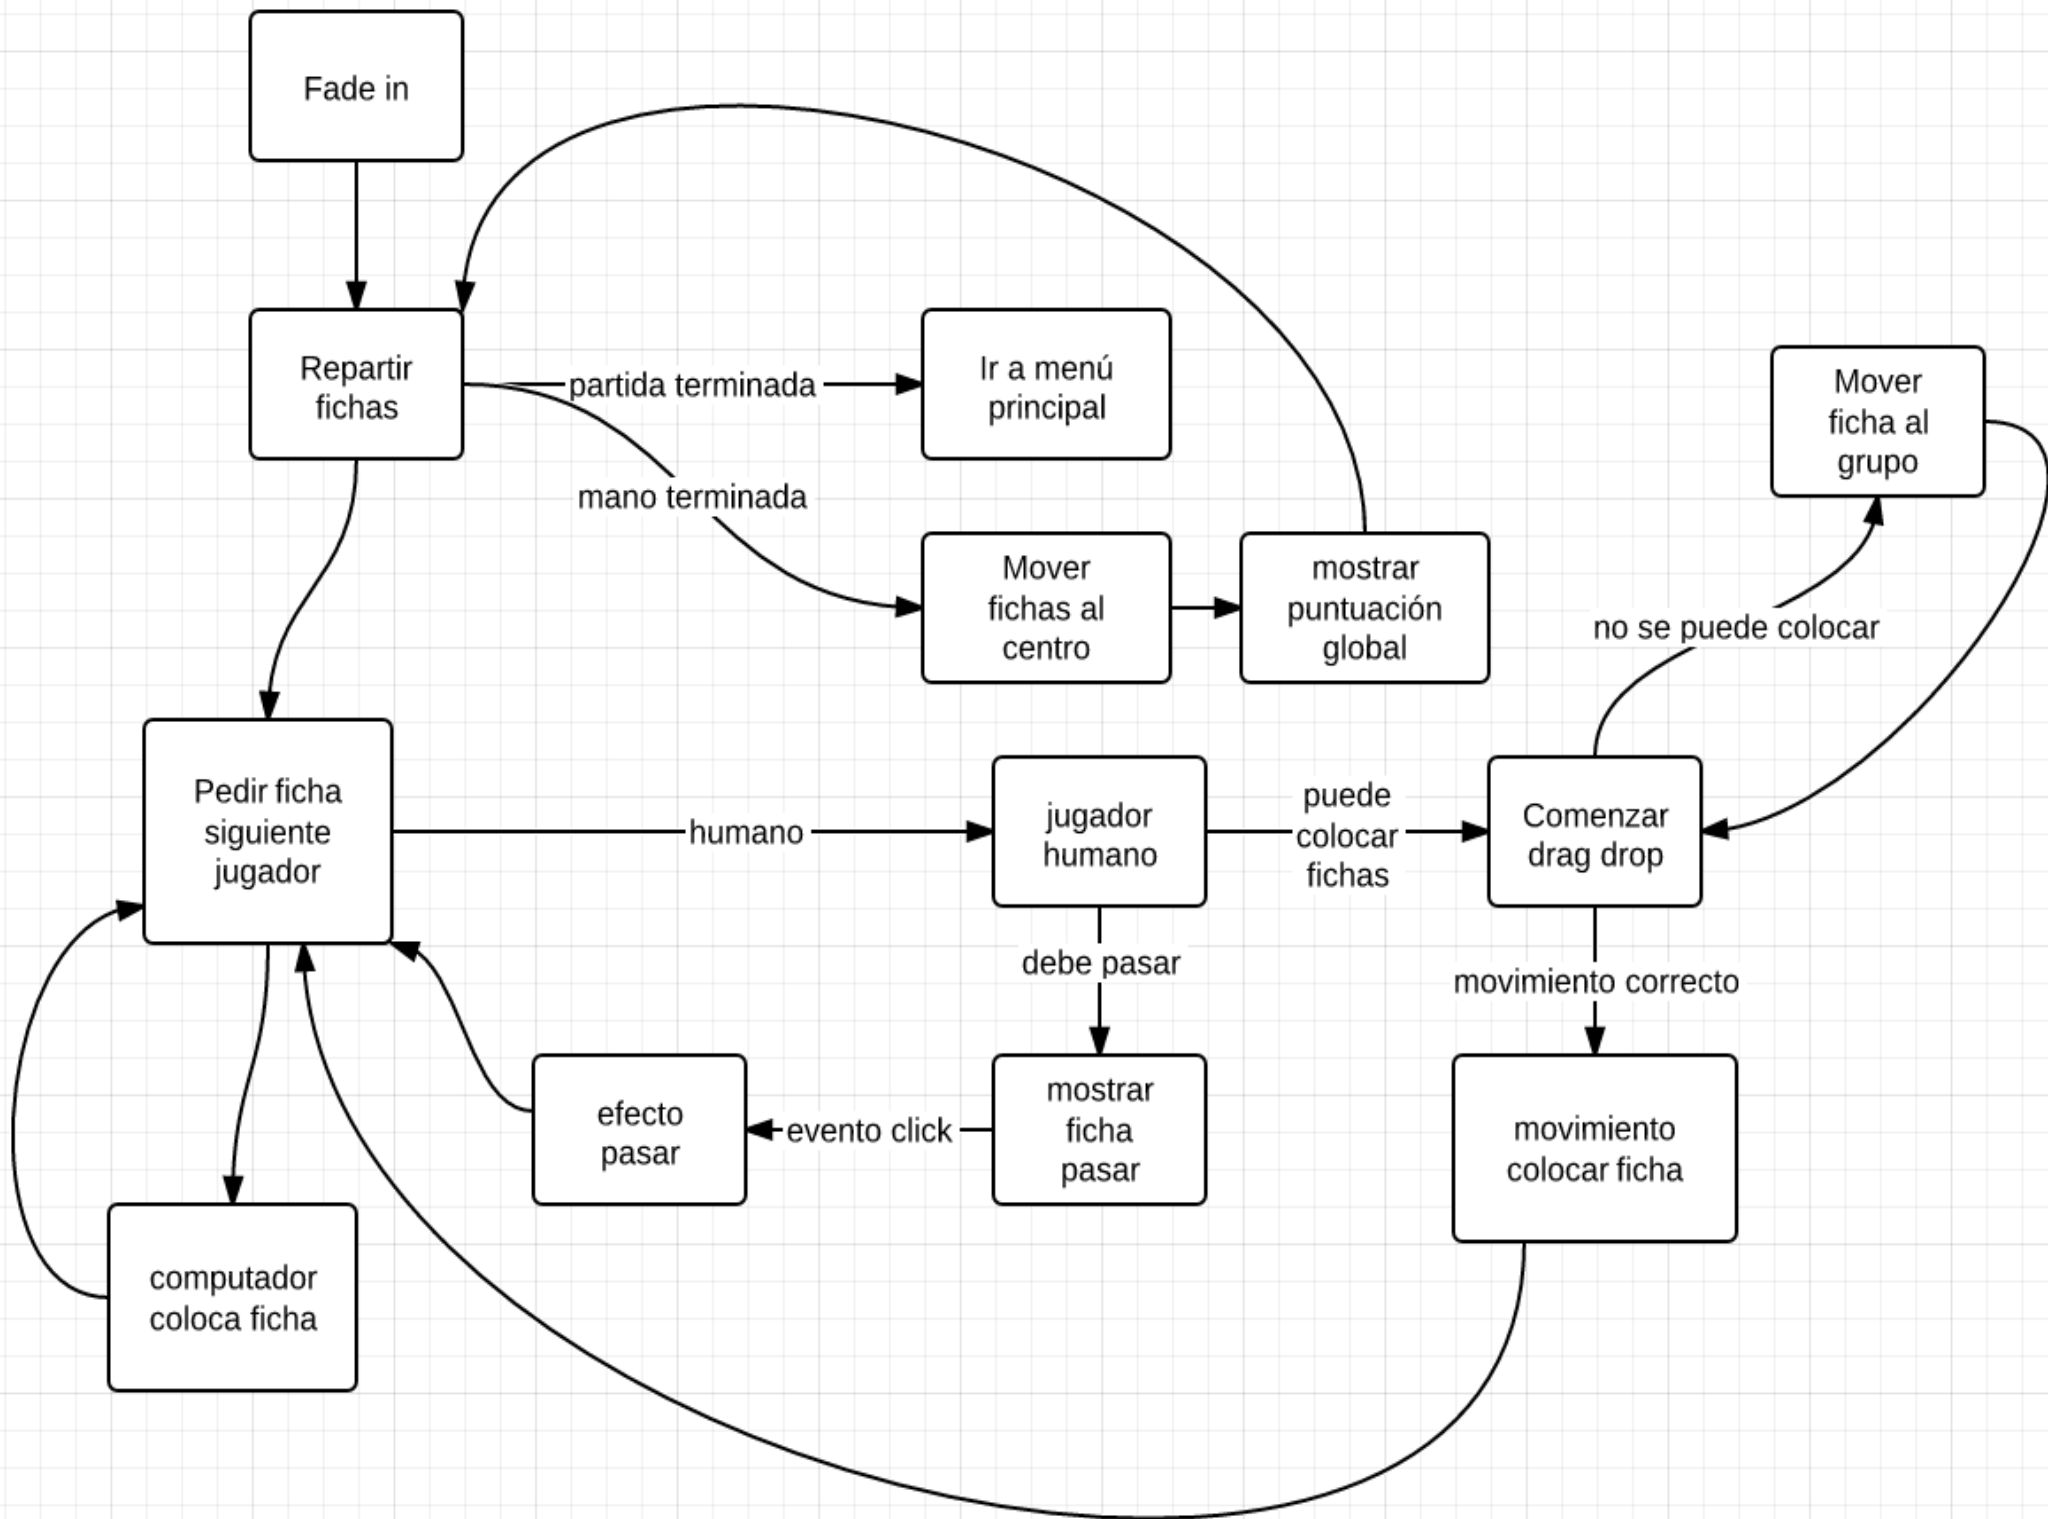 Fade in
Repartir
fichas
partida terminada
Ir a menú
principal
Mover
ficha al
grupo
mano terminada
Mover
fichas al
centro
mostrar
puntuación
global
no se puede colocar
Pedir ficha
siguiente
jugador
humano
jugador
humano
puede
colocar
fichas
Comenzar
drag drop
debe pasar
movimiento correcto
efecto
pasar
evento click
mostrar
ficha
pasar
movimiento
colocar ficha
computador
coloca ficha